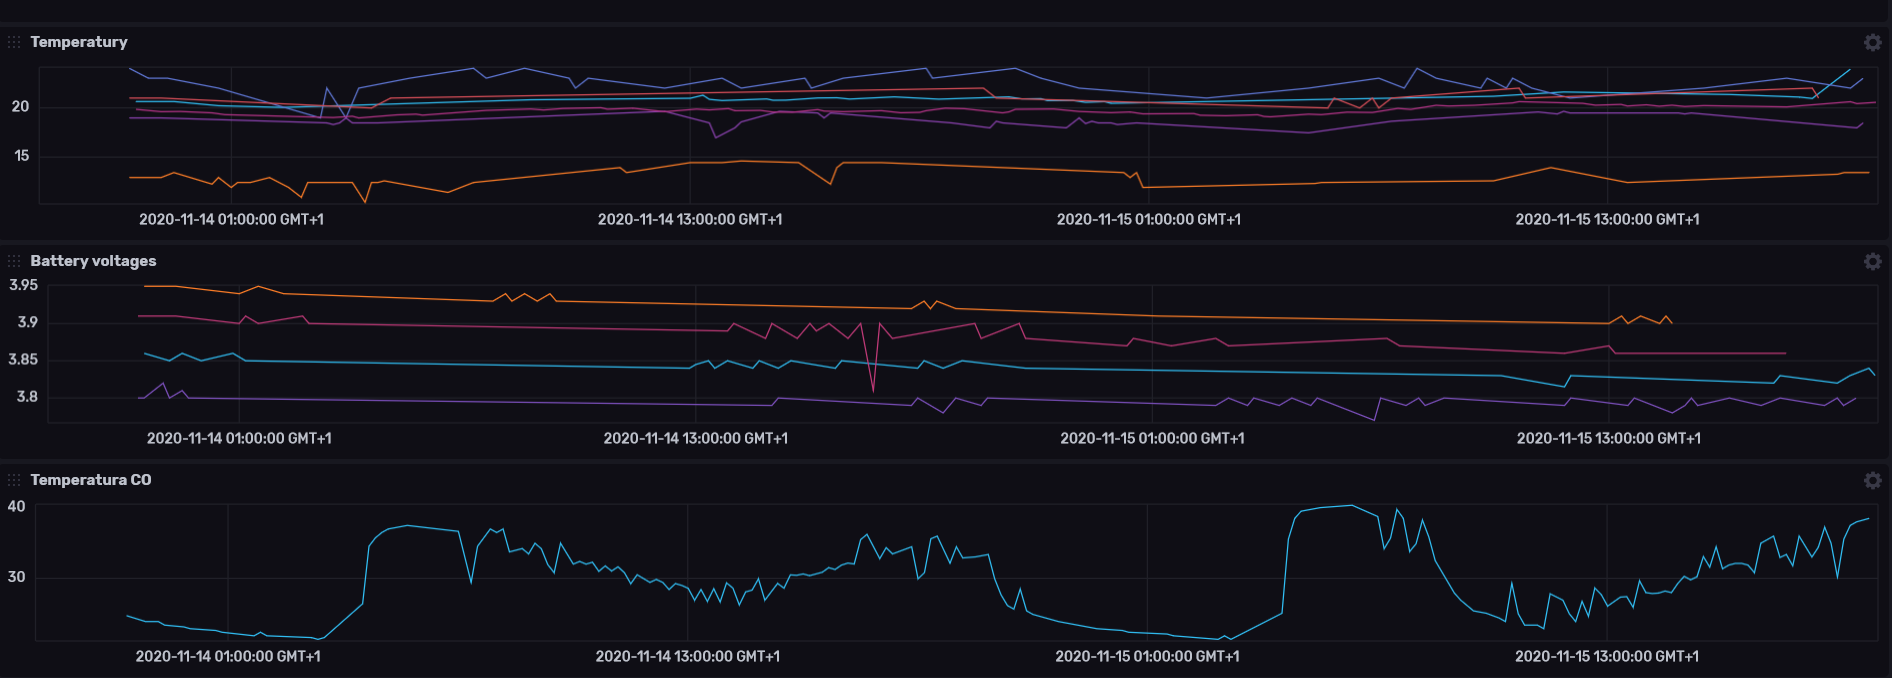 Temperatury
20
15
2020-11-14 01:00:00 GMT+1 2020-11-14 13:00:00 GMT+1 2020-11-15 01:00:00 GMT+1 2020-11-15 13:00:00 GMT+1
Battery voltages
3.95
3.9
3.85
3.8
2020-11-14 01:00:00 GMT+1 2020-11-14 13:00:00 GMT+1 2020-11-15 01:00:00 GMT+1 2020-11-15 13:00:00 GMT+1
Temperatura CO
40
30
2020-11-14 01:00:00 GMT+1 2020-11-14 13:00:00 GMT+1 2020-11-15 01:00:00 GMT+1 2020-11-15 13:00:00 GMT+1